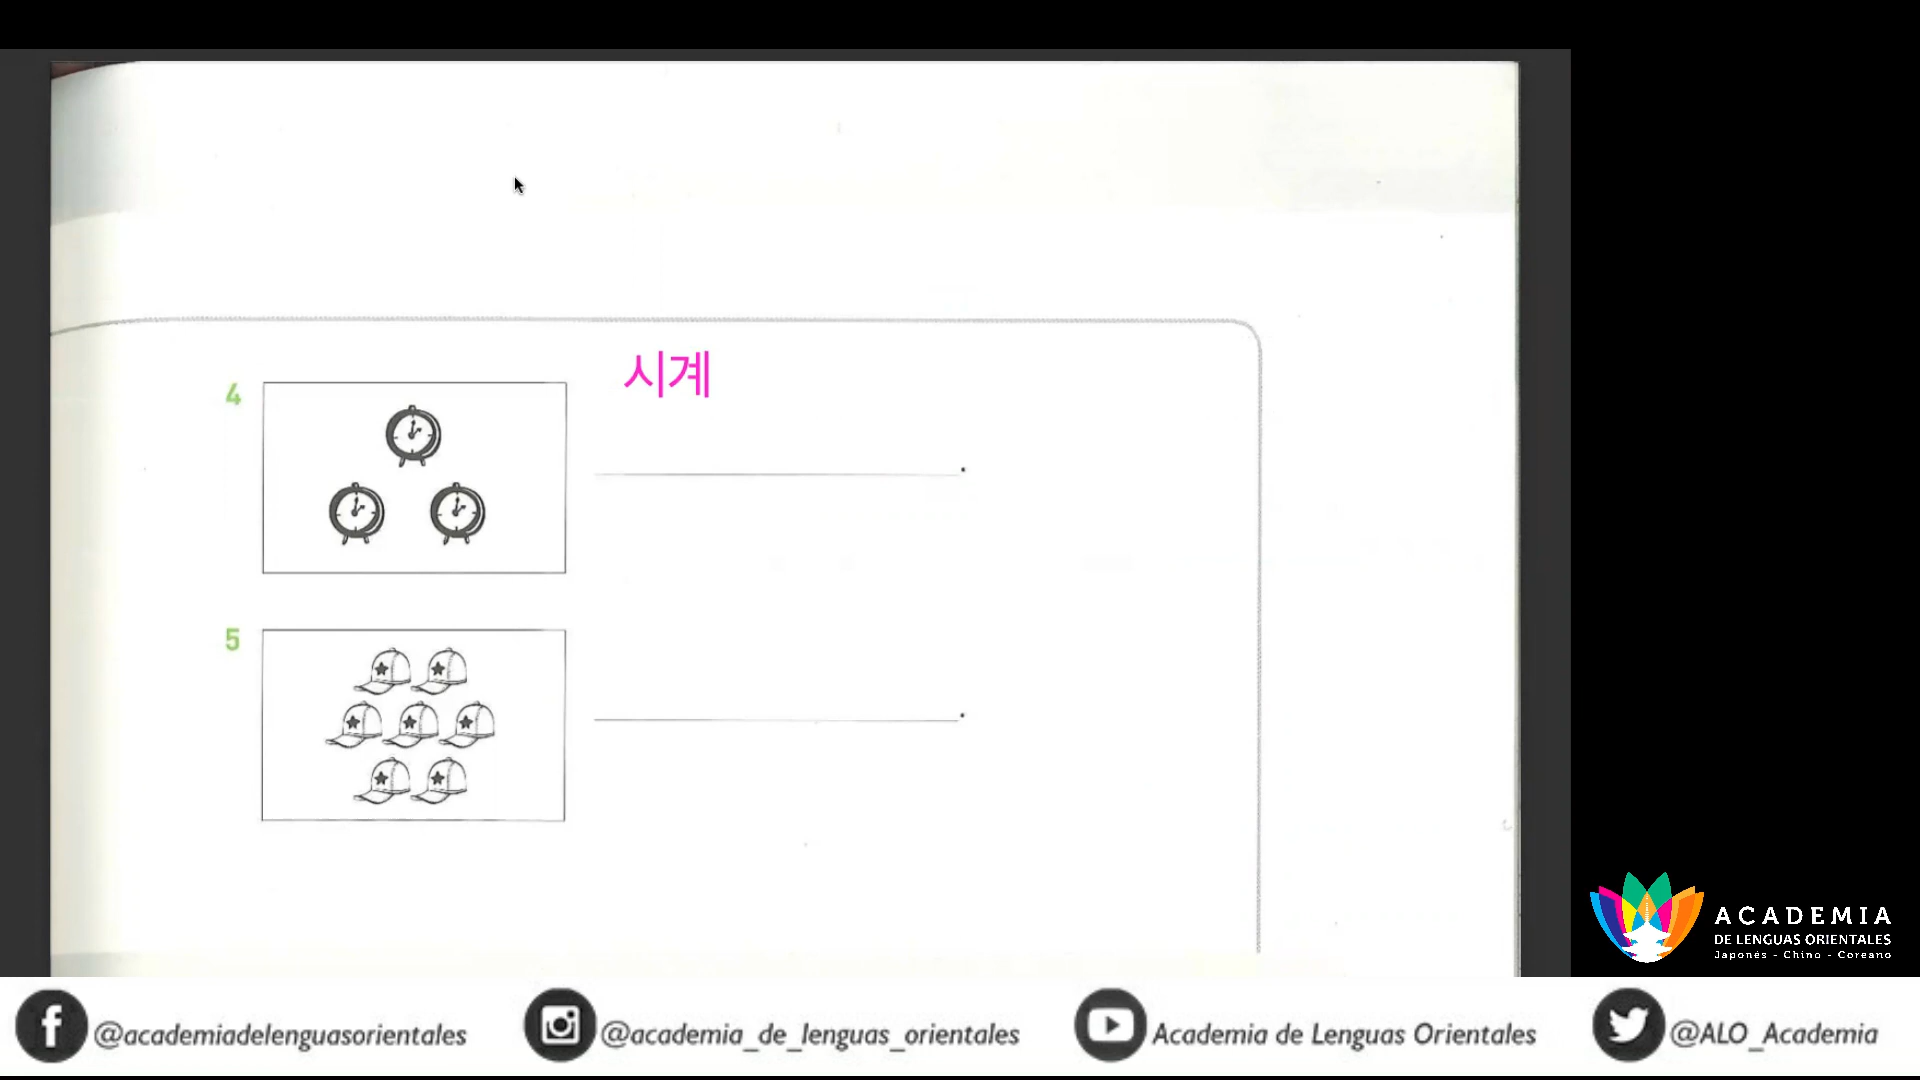 시계
4
.
5
.
ACADEMIA
DE LENGUAS ORIENTALES
Japonés - Chino - Coreano
@academiadelenguasorientales
@academia_de_lenguas_orientales
Academia de Lenguas Orientales
@ALO_Academia